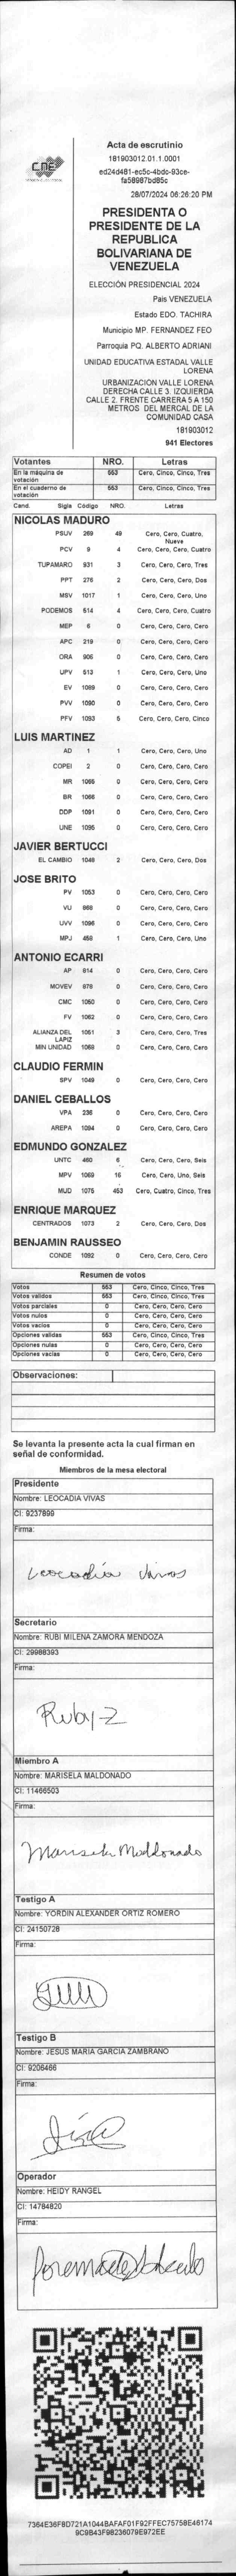 CNE
Acta de escrutinio
181903012.01.1.0001
ed24d481-ec5c-4bdc-93ce-
fa58987bd85c
28/07/2024 06:26:20 PM
PRESIDENTA O
PRESIDENTE DE LA
REPUBLICA
BOLIVARIANA DE
VENEZUELA
ELECCIÓN PRESIDENCIAL 2024
Pais VENEZUELA
Estado EDO. TACHIRA
Municipio MP. FERNANDEZ FEO
Parroquia PQ. ALBERTO ADRIANI
UNIDAD EDUCATIVA ESTADAL VALLE
LORENA
URBANIZACION VALLE LORENA
DERECHA CALLE 3. IZQUIERDA
CALLE 2. FRENTE CARRERA 5 A 150
METROS DEL MERCAL DE LA
COMUNIDAD CASA
181903012
941 Electores
Votantes NRO. Letras
En la máquina de votación 553 Cero, Cinco, Cinco, Tres
En el cuaderno de votación 553 Cero, Cinco, Cinco, Tres
Cand. Sigla Código NRO. Letras
NICOLAS MADURO
PSUV 269 49 Cero, Cero, Cuatro, Nueve
PCV 9 4 Cero, Cero, Cero, Cuatro
TUPAMARO 931 3 Cero, Cero, Cero, Tres
PPT 276 2 Cero, Cero, Cero, Dos
MSV 1017 1 Cero, Cero, Cero, Uno
PODEMOS 514 4 Cero, Cero, Cero, Cuatro
MEP 6 0 Cero, Cero, Cero, Cero
APC 219 0 Cero, Cero, Cero, Cero
ORA 906 0 Cero, Cero, Cero, Cero
UPV 513 1 Cero, Cero, Cero, Uno
EV 1089 0 Cero, Cero, Cero, Cero
PVV 1090 0 Cero, Cero, Cero, Cero
PFV 1093 5 Cero, Cero, Cero, Cinco
LUIS MARTINEZ
AD 1 1 Cero, Cero, Cero, Uno
COPEI 2 0 Cero, Cero, Cero, Cero
MR 1065 0 Cero, Cero, Cero, Cero
BR 1066 0 Cero, Cero, Cero, Cero
DDP 1091 0 Cero, Cero, Cero, Cero
UNE 1095 0 Cero, Cero, Cero, Cero
JAVIER BERTUCCI
EL CAMBIO 1048 2 Cero, Cero, Cero, Dos
JOSE BRITO
PV 1053 0 Cero, Cero, Cero, Cero
VU 868 0 Cero, Cero, Cero, Cero
UVV 1096 0 Cero, Cero, Cero, Cero
MPJ 458 1 Cero, Cero, Cero, Uno
ANTONIO ECARRI
AP 814 0 Cero, Cero, Cero, Cero
MOVEV 878 0 Cero, Cero, Cero, Cero
CMC 1050 0 Cero, Cero, Cero, Cero
FV 1062 0 Cero, Cero, Cero, Cero
ALIANZA DEL LAPIZ 1051 3 Cero, Cero, Cero, Tres
MIN UNIDAD 1088 0 Cero, Cero, Cero, Cero
CLAUDIO FERMIN
SPV 1049 0 Cero, Cero, Cero, Cero
DANIEL CEBALLOS
VPA 236 0 Cero, Cero, Cero, Cero
AREPA 1094 0 Cero, Cero, Cero, Cero
EDMUNDO GONZALEZ
UNTC 460 6 Cero, Cero, Cero, Seis
MPV 1069 16 Cero, Cero, Uno, Seis
MUD 1075 453 Cero, Cuatro, Cinco, Tres
ENRIQUE MARQUEZ
CENTRADOS 1073 2 Cero, Cero, Cero, Dos
BENJAMIN RAUSSEO
CONDE 1092 0 Cero, Cero, Cero, Cero
Resumen de votos
Votos 553 Cero, Cinco, Cinco, Tres
Votos validos 553 Cero, Cinco, Cinco, Tres
Votos parciales 0 Cero, Cero, Cero, Cero
Votos nulos 0 Cero, Cero, Cero, Cero
Votos vacios 0 Cero, Cero, Cero, Cero
Opciones validas 553 Cero, Cinco, Cinco, Tres
Opciones nulas 0 Cero, Cero, Cero, Cero
Opciones vacias 0 Cero, Cero, Cero, Cero
Observaciones:
Se levanta la presente acta la cual firman en
señal de conformidad.
Miembros de la mesa electoral
Presidente
Nombre: LEOCADIA VIVAS
CI: 9237899
Firma:
Leocadia Vivas
Secretario
Nombre: RUBI MILENA ZAMORA MENDOZA
CI: 29988393
Firma:
Ruby Z
Miembro A
Nombre: MARISELA MALDONADO
CI: 11466503
Firma:
Marisela Maldonado
Testigo A
Nombre: YORDIN ALEXANDER ORTIZ ROMERO
CI: 24150728
Firma:
Testigo B
Nombre: JESUS MARIA GARCIA ZAMBRANO
CI: 9206466
Firma:
Operador
Nombre: HEIDY RANGEL
CI: 14784820
Firma:
7364E36F8D721A1044BAFAF01F92FFEC75758E46174
9C9B43F98236079E972EE